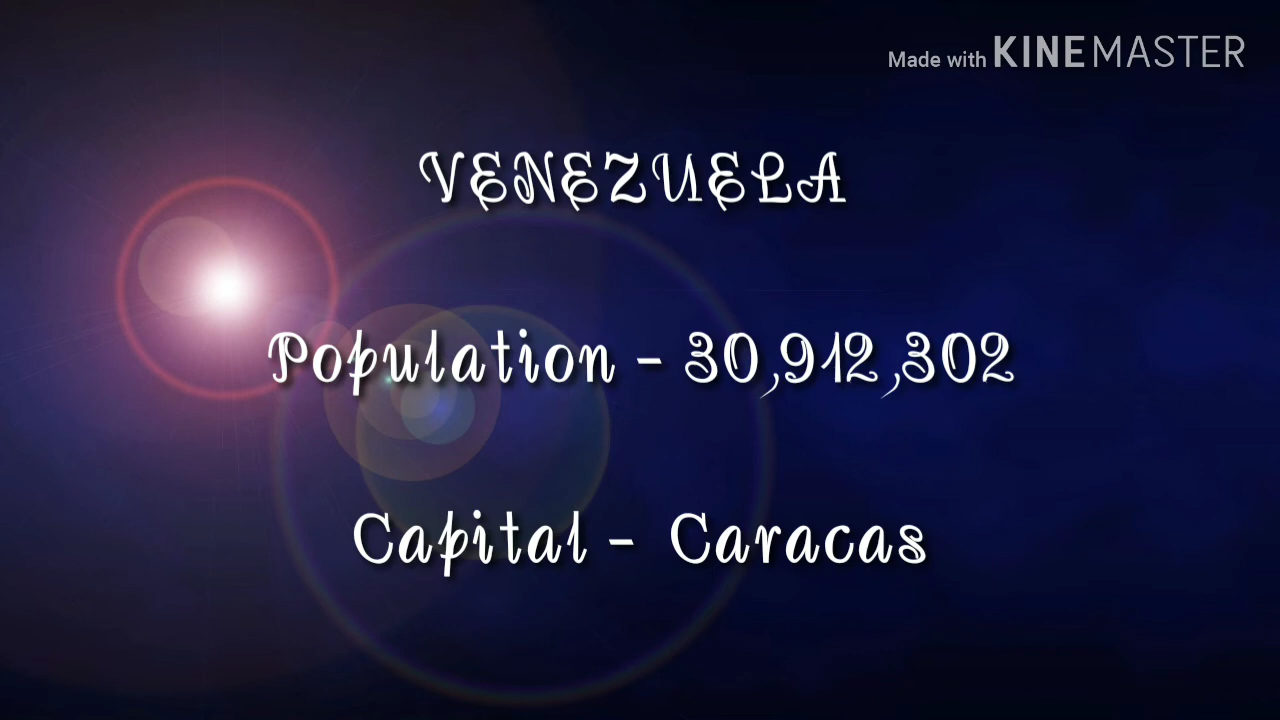 Made with KINEMASTER
VENEZUELA
Population - 30,912,302
Capital - Caracas